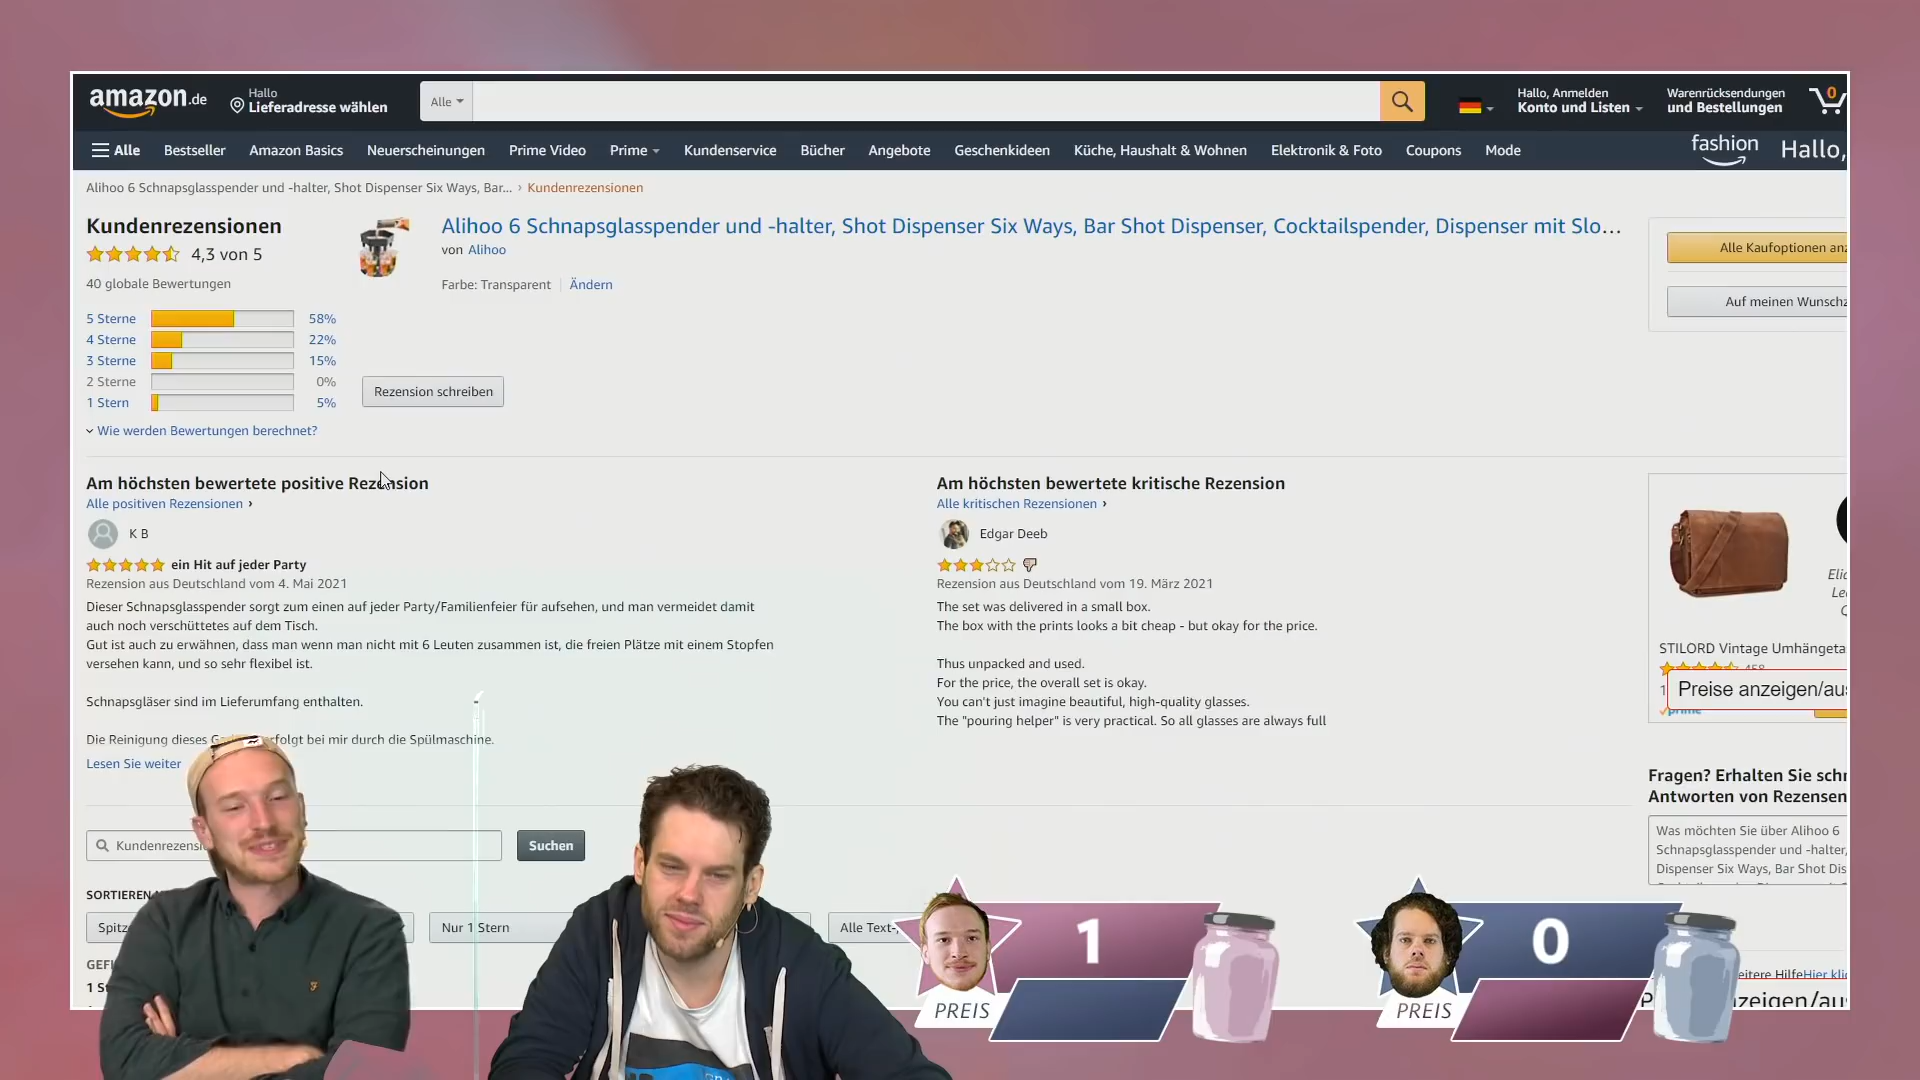 amazon.de
Hallo
Lieferadresse wählen
Alle
Hallo, Anmelden
Konto und Listen
Warenrücksendungen
und Bestellungen
0
Alle
Bestseller
Amazon Basics
Neuerscheinungen
Prime Video
Prime
Kundenservice
Bücher
Angebote
Geschenkideen
Küche, Haushalt & Wohnen
Elektronik & Foto
Coupons
Mode
fashion
Hallo,
Alihoo 6 Schnapsglasspender und -halter, Shot Dispenser Six Ways, Bar... › Kundenrezensionen
Kundenrezensionen
4,3 von 5
40 globale Bewertungen
5 Sterne 58%
4 Sterne 22%
3 Sterne 15%
2 Sterne 0%
1 Stern 5%
Wie werden Bewertungen berechnet?
Alihoo 6 Schnapsglasspender und -halter, Shot Dispenser Six Ways, Bar Shot Dispenser, Cocktailspender, Dispenser mit Slo...
von Alihoo
Farbe: Transparent
Ändern
Rezension schreiben
Alle Kaufoptionen an
Auf meinen Wunsch
Am höchsten bewertete positive Rezension
Alle positiven Rezensionen ›
K B
ein Hit auf jeder Party
Rezension aus Deutschland vom 4. Mai 2021
Dieser Schnapsglasspender sorgt zum einen auf jeder Party/Familienfeier für aufsehen, und man vermeidet damit
auch noch verschüttetes auf dem Tisch.
Gut ist auch zu erwähnen, dass man wenn man nicht mit 6 Leuten zusammen ist, die freien Plätze mit einem Stopfen
versehen kann, und so sehr flexibel ist.
Schnapsgläser sind im Lieferumfang enthalten.
Die Reinigung dieses erfolgt bei mir durch die Spülmaschine.
Lesen Sie weiter
Am höchsten bewertete kritische Rezension
Alle kritischen Rezensionen ›
Edgar Deeb
Rezension aus Deutschland vom 19. März 2021
The set was delivered in a small box.
The box with the prints looks a bit cheap - but okay for the price.
Thus unpacked and used.
For the price, the overall set is okay.
You can't just imagine beautiful, high-quality glasses.
The "pouring helper" is very practical. So all glasses are always full
STILORD Vintage Umhängeta
458
Preise anzeigen/au
prime
Fragen? Erhalten Sie sch
Antworten von Rezensen
Was möchten Sie über Alihoo 6
Schnapsglasspender und -halter,
Dispenser Six Ways, Bar Shot Dis
Kundenrezensi
Suchen
SORTIEREN
Spitz
Nur 1 Stern
Alle Text-
GEFI
1 St
1
PREIS
0
PREIS
eitere HilfeHier kli
zeigen/au